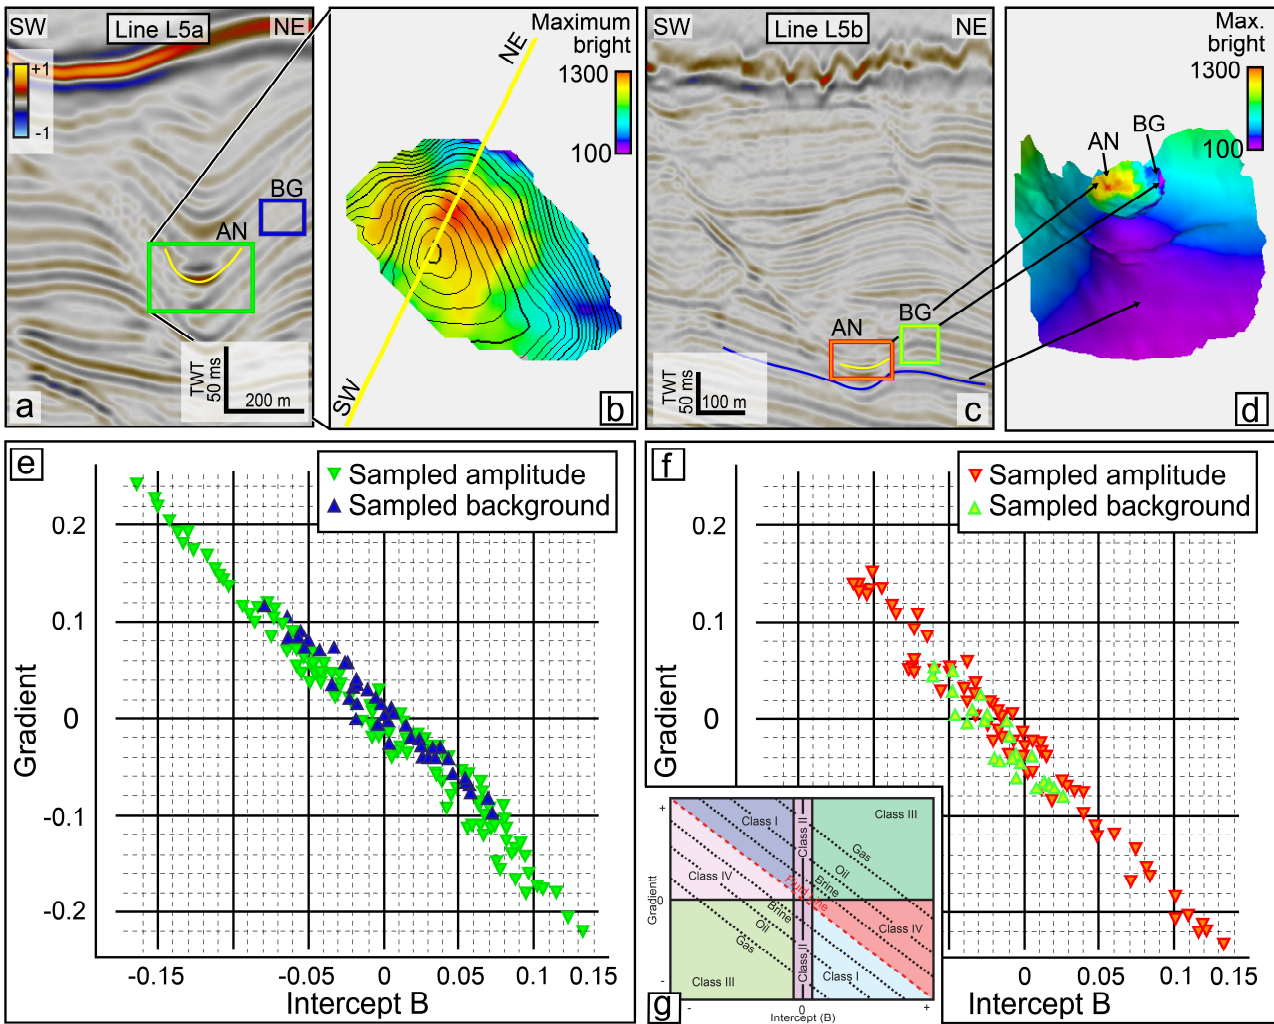 SW
Line L5a
NE
+1
-1
BG
AN
TWT
50 ms
200 m
a
Maximum
bright
NE
1300
100
SW
b
SW
Line L5b
NE
AN
BG
TWT
50 ms
100 m
c
Max.
bright
1300
100
AN
BG
d
e
Sampled amplitude
Sampled background
0.2
0.1
0
-0.1
-0.2
Gradient
-0.15
-0.05
0
0.05
0.1
0.15
Intercept B
f
Sampled amplitude
Sampled background
0.2
0.1
0
Gradient
0
0.05
0.1
0.15
Intercept B
g
+
0
-
Gradient
Class I
Class II
Class III
Gas
Oil
Brine
Fluid Line
Class IV
Brine
Oil
Gas
Class IV
Class III
Class II
Class I
-
0
+
Intercept (B)